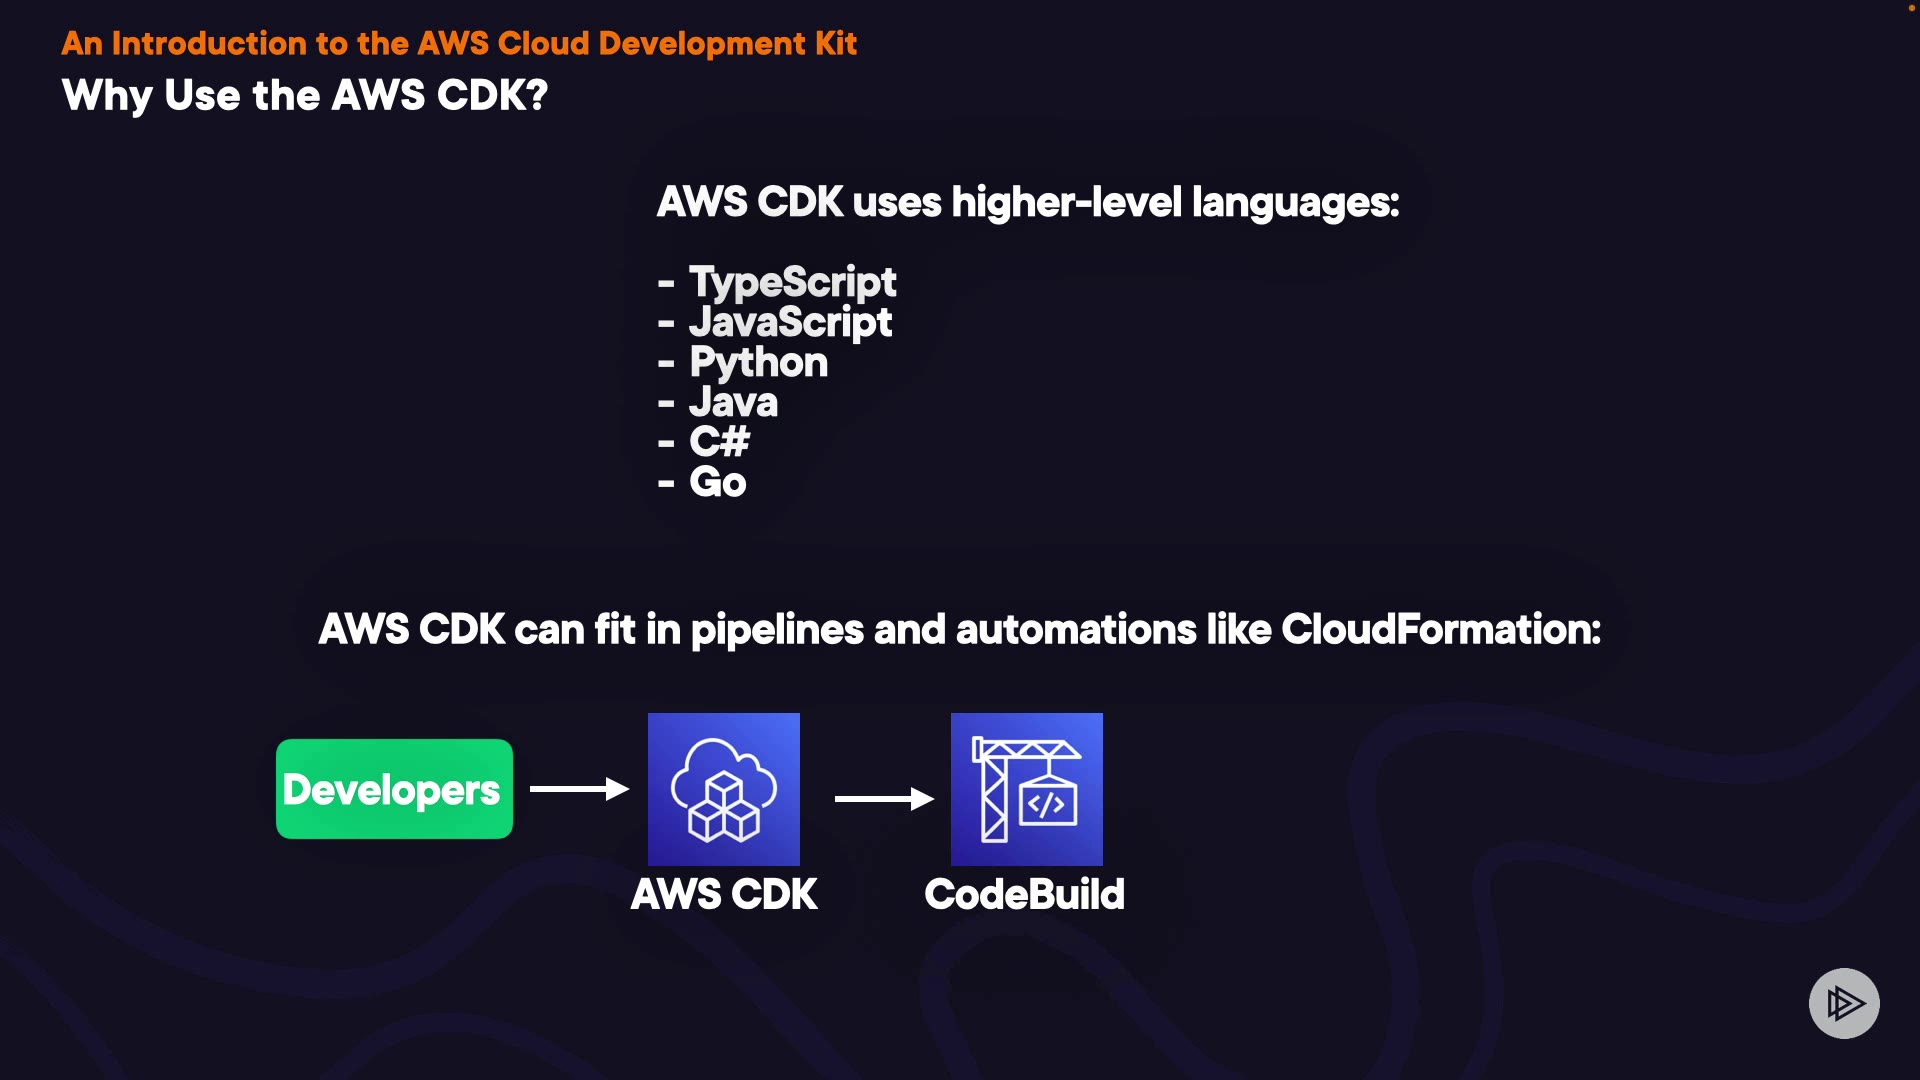 An Introduction to the AWS Cloud Development Kit
Why Use the AWS CDK?
AWS CDK uses higher-level languages:
- TypeScript
- JavaScript
- Python
- Java
- C#
- Go
AWS CDK can fit in pipelines and automations like CloudFormation:
Developers
</>
AWS CDK
CodeBuild